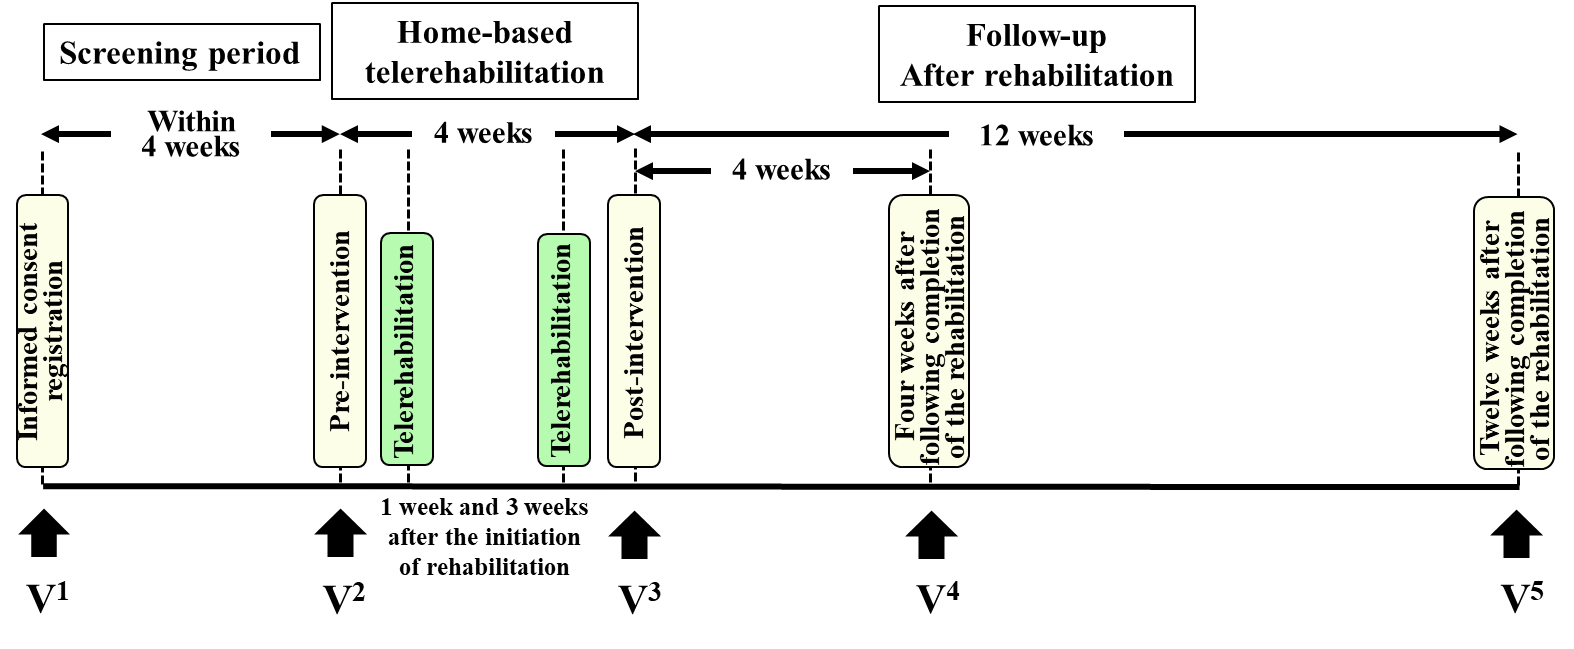 Screening period
Home-based
telerehabilitation
Follow-up
After rehabilitation
Within
4 weeks
4 weeks
12 weeks
4 weeks
Informed consent
registration
Pre-intervention
Telerehabilitation
Telerehabilitation
Post-intervention
Four weeks after
following completion
of the rehabilitation
Twelve weeks after
following completion
of the rehabilitation
1 week and 3 weeks
after the initiation
of rehabilitation
V1
V2
V3
V4
V5